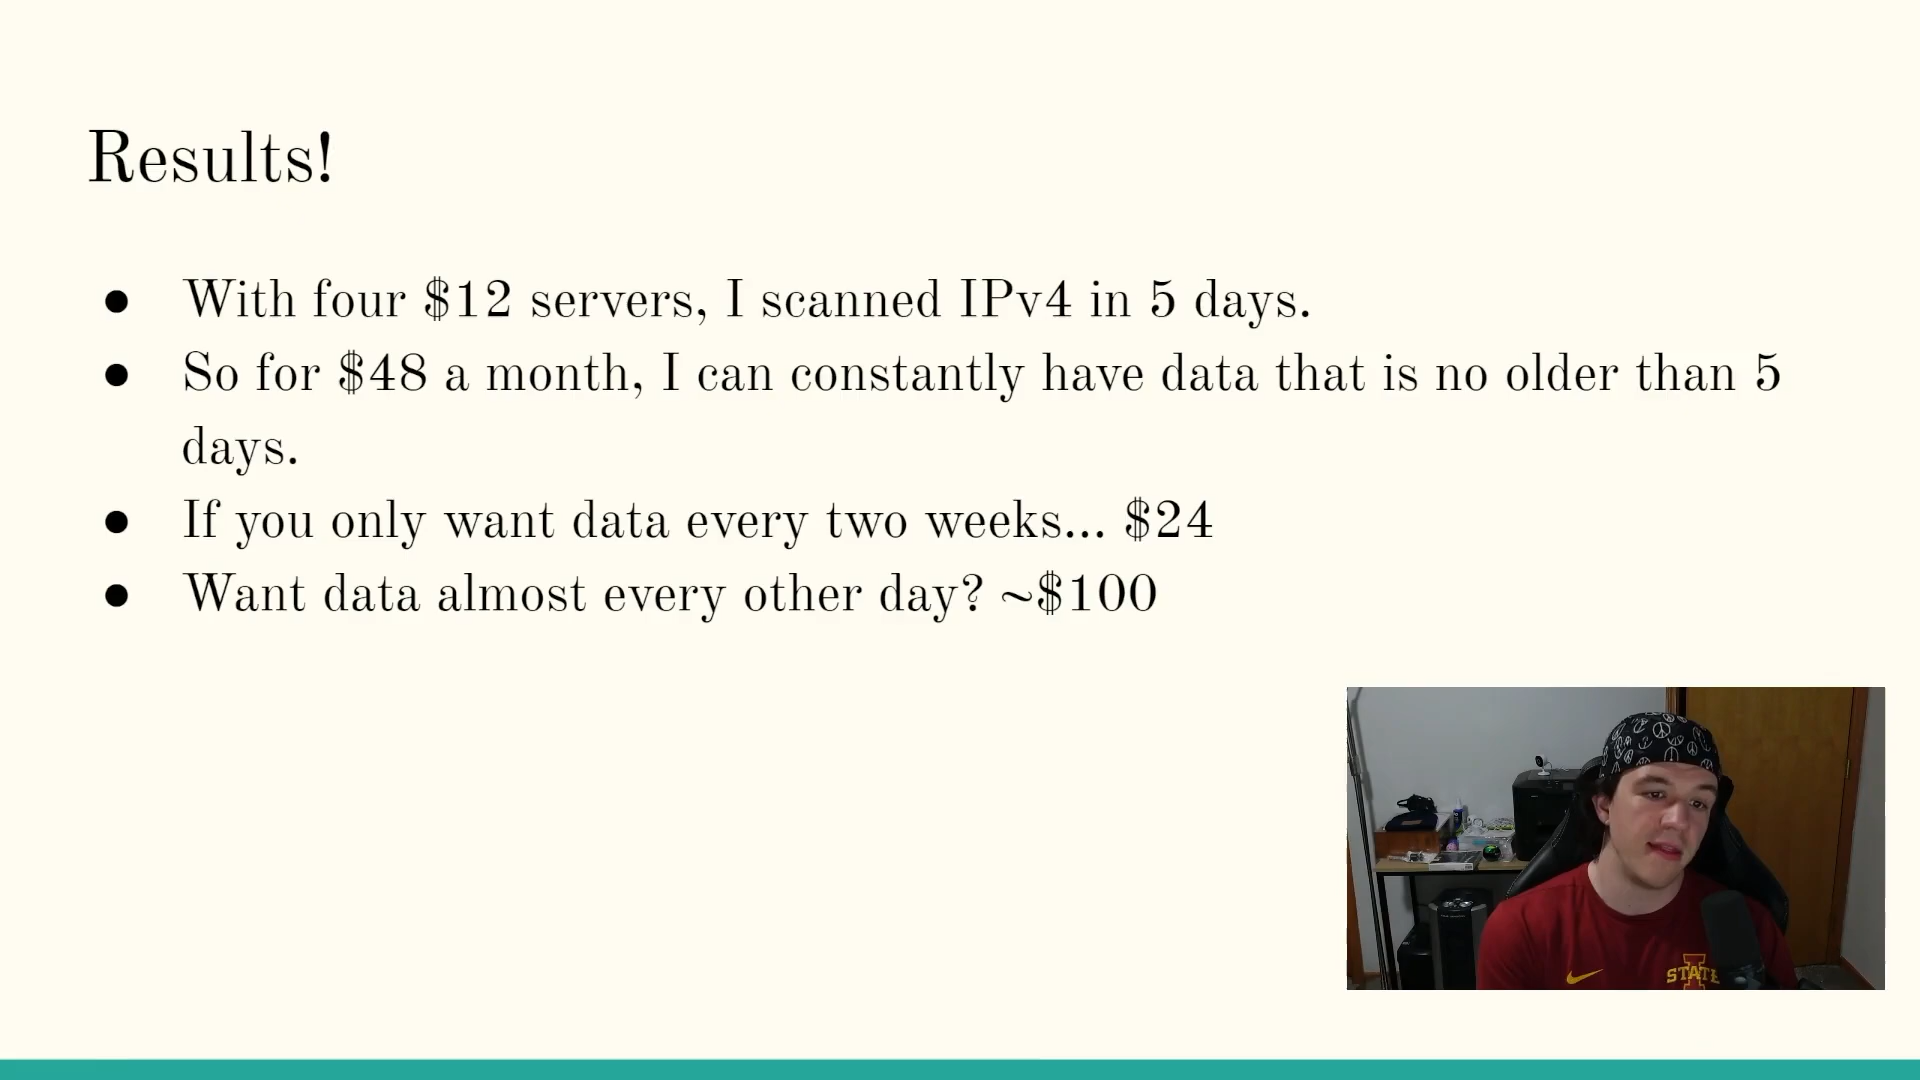 Results!
● With four $12 servers, I scanned IPv4 in 5 days.
● So for $48 a month, I can constantly have data that is no older than 5
days.
● If you only want data every two weeks... $24
● Want data almost every other day? ~$100
STATE